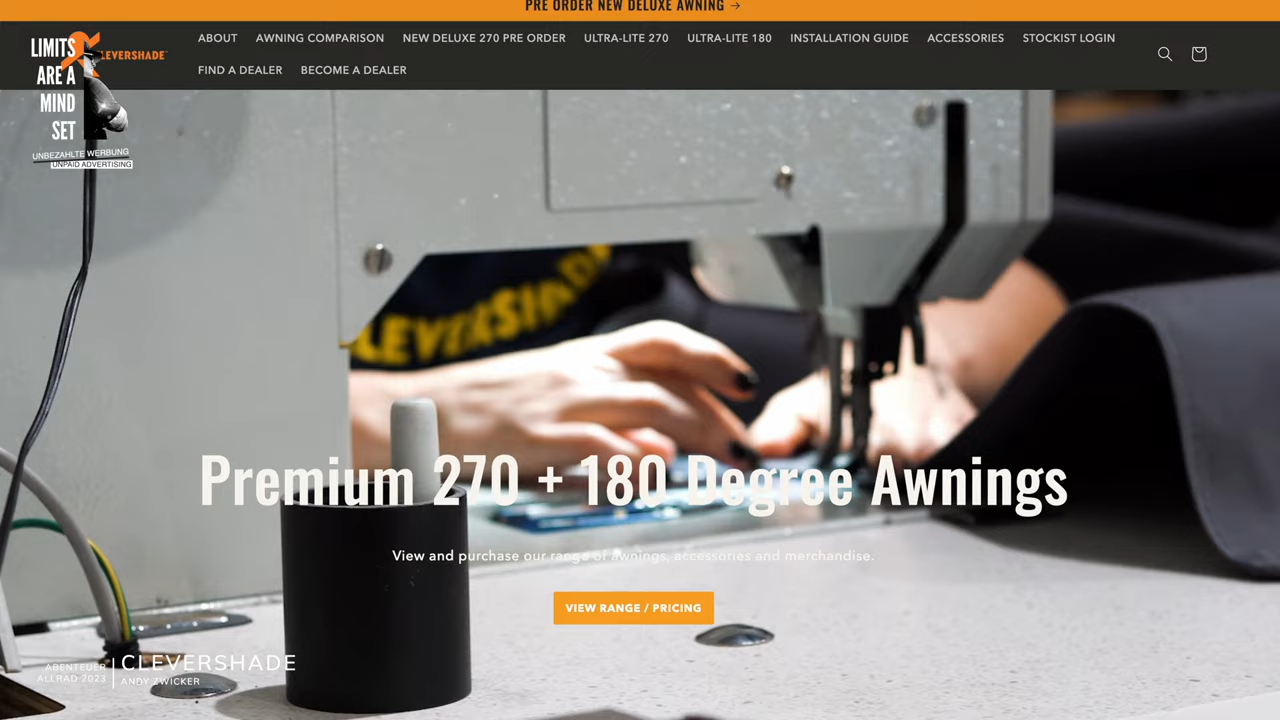 PRE ORDER NEW DELUXE AWNING →
LIMITS
ARE A
MIND
SET
UNBEZAHLTE WERBUNG
UNPAID ADVERTISING
CLEVERSHADE
ABOUT AWNING COMPARISON NEW DELUXE 270 PRE ORDER ULTRA-LITE 270 ULTRA-LITE 180 INSTALLATION GUIDE ACCESSORIES STOCKIST LOGIN
FIND A DEALER BECOME A DEALER
CLEVERSHADE
Premium 270 + 180 Degree Awnings
View and purchase our range of awnings, accessories and merchandise.
VIEW RANGE / PRICING
ABENTEUER
ALLRAD 2023
CLEVERSHADE
ANDY ZWICKER